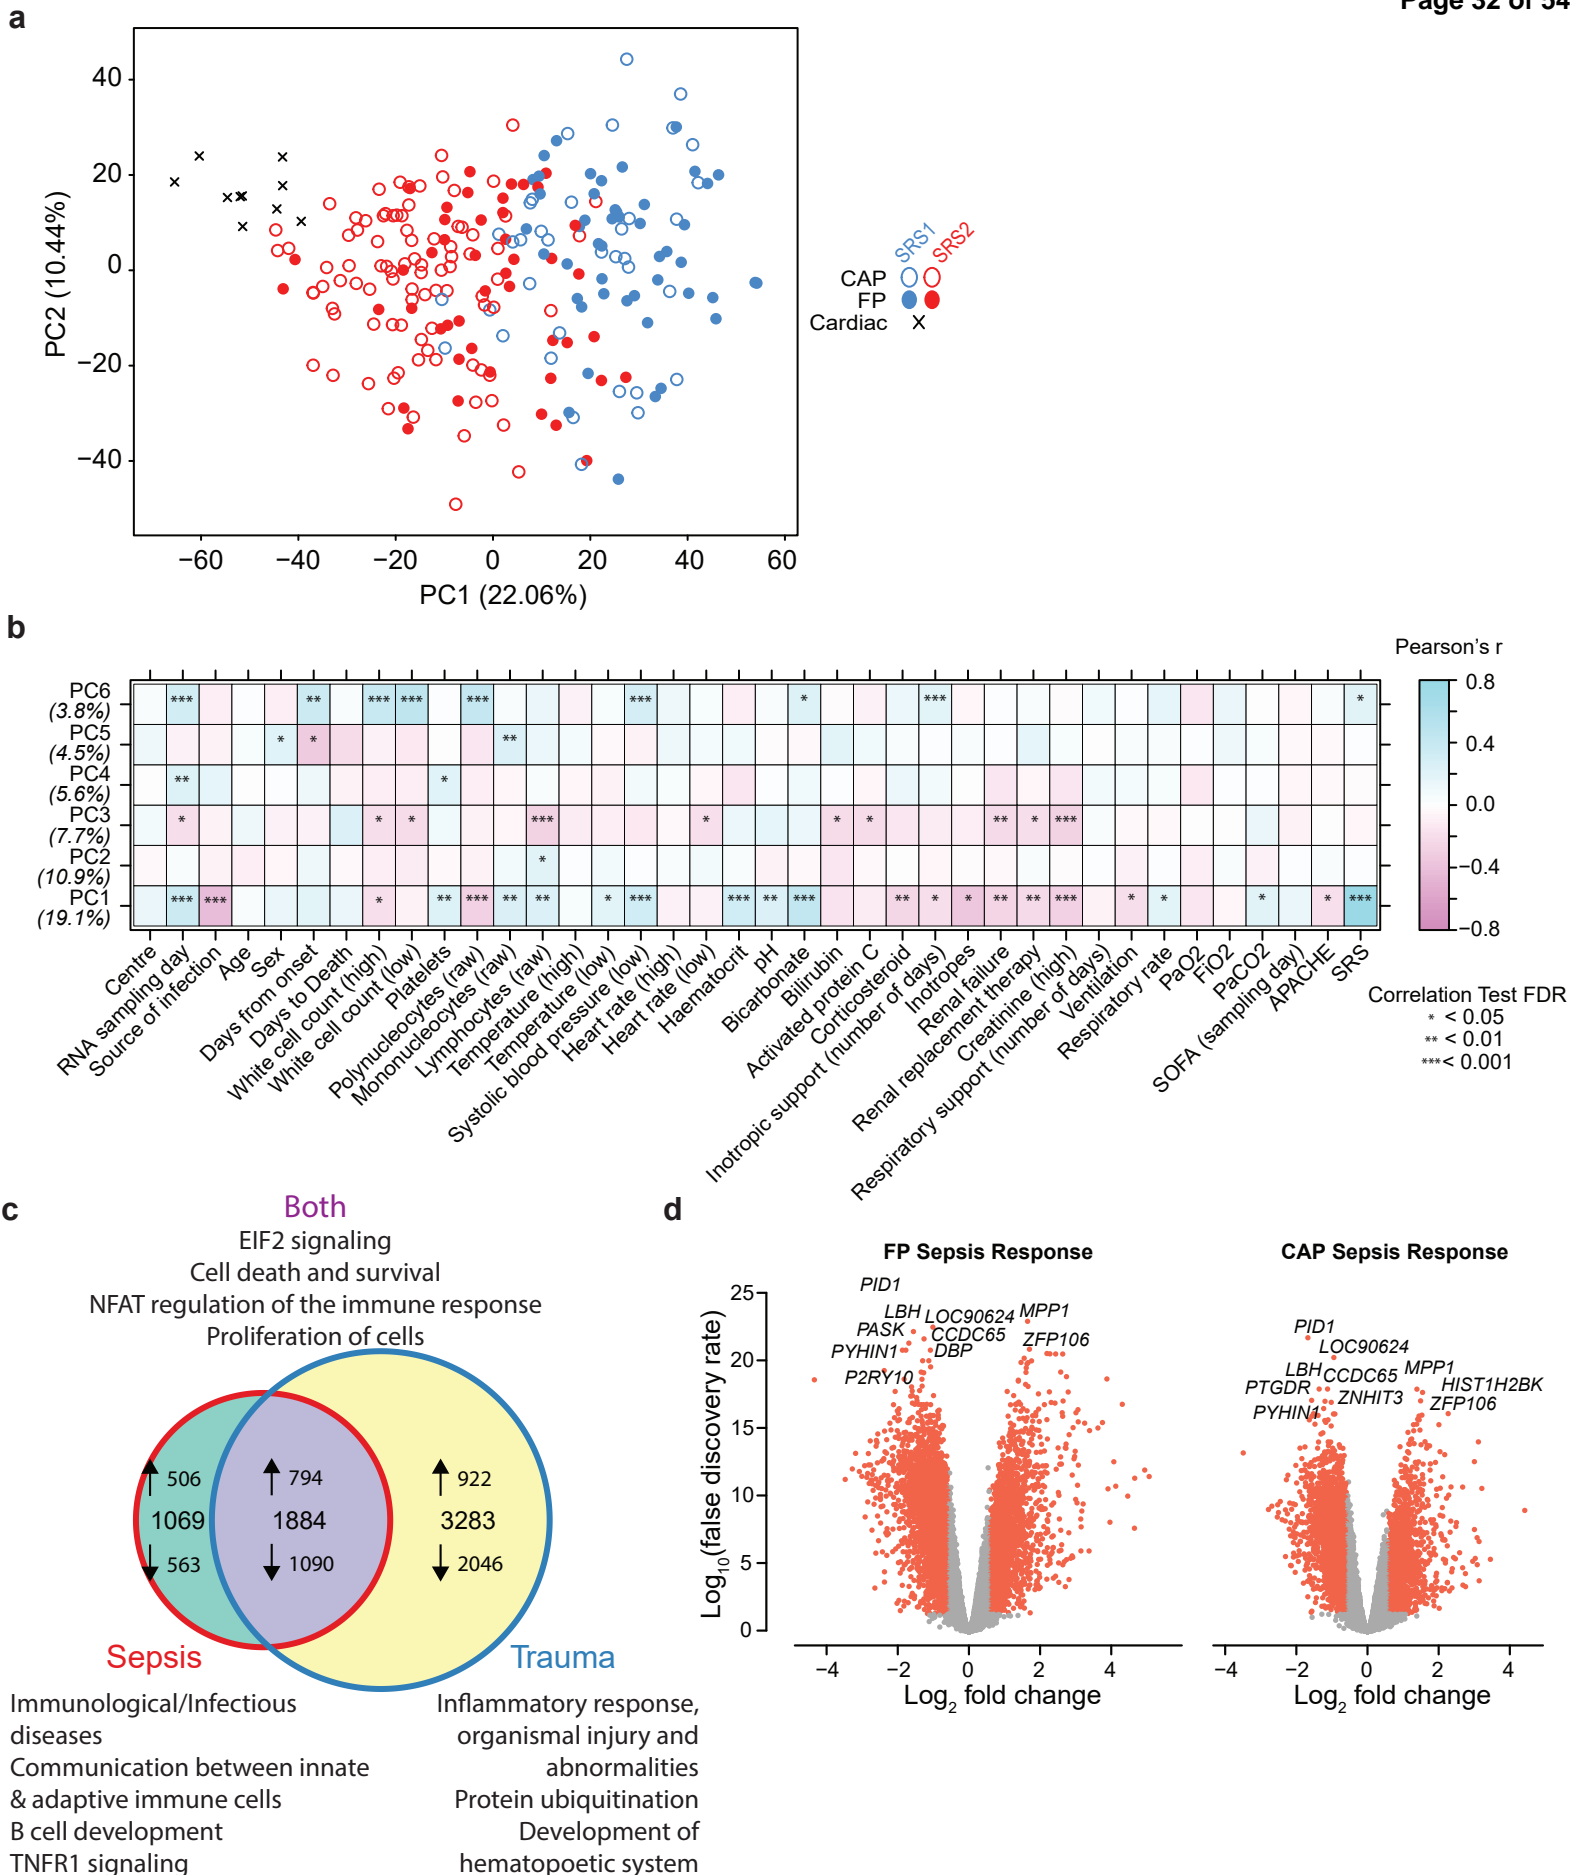 Page 32 of 54
a
40
20
0
−20
−40
PC2 (10.44%)
−60
−40
−20
0
20
40
60
PC1 (22.06%)
SRS1
SRS2
CAP
FP
Cardiac
b
PC6
(3.8%)
PC5
(4.5%)
PC4
(5.6%)
PC3
(7.7%)
PC2
(10.9%)
PC1
(19.1%)
*** ** *** *** *** *** * *** *
* * **
** *
* * * *** * * * ** * ***
*
*** *** * ** *** ** ** * *** *** ** *** ** * * ** ** *** * * * * ***
Centre
RNA sampling day
Source of infection
Age
Sex
Days from onset
Days to Death
White cell count (high)
White cell count (low)
Platelets
Polynucleocytes (raw)
Mononucleocytes (raw)
Lymphocytes (raw)
Temperature (high)
Temperature (low)
Systolic blood pressure (low)
Heart rate (high)
Heart rate (low)
Haematocrit
pH
Bicarbonate
Bilirubin
Activated protein C
Corticosteroid
Inotropic support (number of days)
Inotropes
Renal failure
Renal replacement therapy
Creatinine (high)
Respiratory support (number of days)
Ventilation
Respiratory rate
PaO2
FiO2
PaCO2
SOFA (sampling day)
APACHE
SRS
Pearson's r
0.8
0.4
0.0
−0.4
−0.8
Correlation Test FDR
* < 0.05
** < 0.01
***< 0.001
c
Both
EIF2 signaling
Cell death and survival
NFAT regulation of the immune response
Proliferation of cells
506
1069
563
794
1884
1090
922
3283
2046
Sepsis
Trauma
Immunological/Infectious
diseases
Communication between innate
& adaptive immune cells
B cell development
TNFR1 signaling
Inflammatory response,
organismal injury and
abnormalities
Protein ubiquitination
Development of
hematopoetic system
d
FP Sepsis Response
Log10(false discovery rate)
25
20
15
10
5
0
PID1
LBH
LOC90624
MPP1
PASK
CCDC65
ZFP106
PYHIN1
DBP
P2RY10
−4
−2
0
2
4
Log2 fold change
CAP Sepsis Response
PID1
LOC90624
LBH
CCDC65
MPP1
PTGDR
ZNHIT3
HIST1H2BK
ZFP106
PYHIN1
−4
−2
0
2
4
Log2 fold change